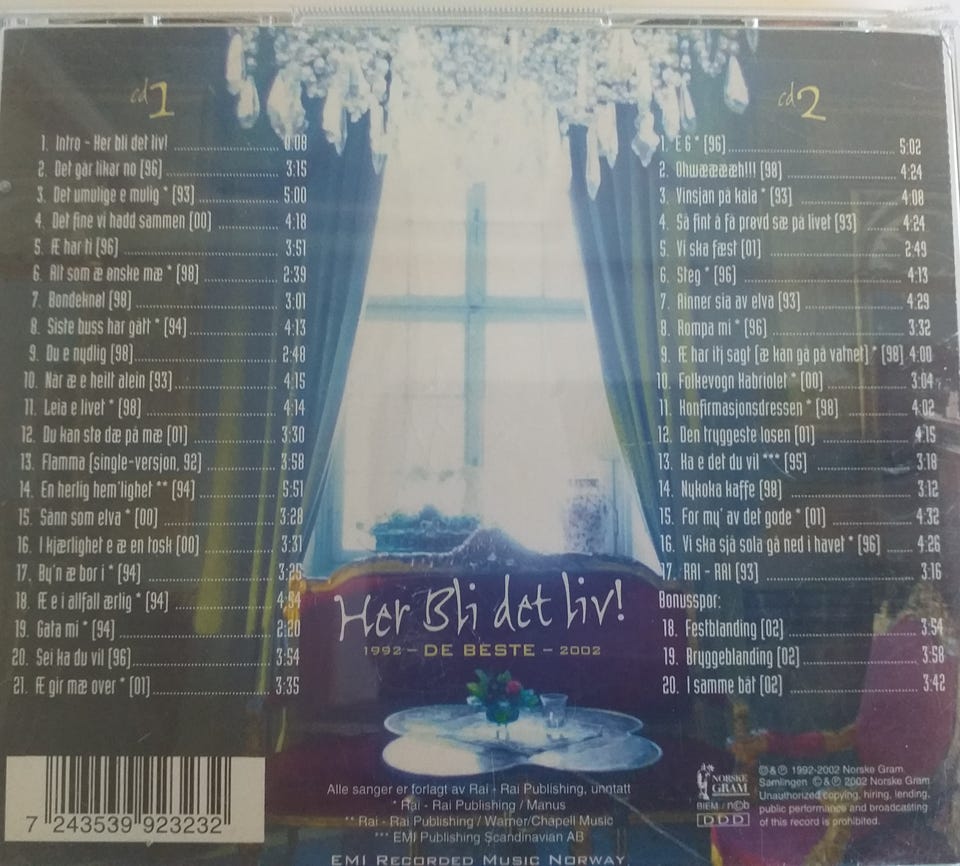 cd1
1. Intro - Her bli det liv! 0:08
2. Det går likar no (96) 3:15
3. Det umulige e mulig * (93) 5:00
4. Det fine vi hadd sammen (00) 4:18
5. Æ har ti (96) 3:51
6. Alt som æ ønske mæ * (98) 2:39
7. Bondeknøl (98) 3:01
8. Siste buss har gått * (94) 4:13
9. Du e nydlig (98) 2:48
10. Når æ e heilt alein (93) 4:15
11. Leia e livet * (98) 4:14
12. Du kan stø dæ på mæ (01) 3:30
13. Flamma (single-versjon, 92) 3:58
14. En herlig hem'lighet ** (94) 5:51
15. Sånn som elva * (00) 3:28
16. I kjærlighet e æ en tosk (00) 3:31
17. By'n æ bor i * (94) 3:25
18. Æ e i allfall ærlig * (94) 4:54
19. Gata mi * (94) 2:20
20. Sei ka du vil (96) 3:54
21. Æ gir mæ over * (01) 3:35
cd2
1. E 6 * (96) 5:02
2. Ohwææææh!!! (98) 4:24
3. Vinsjan på kaia * (93) 4:08
4. Så fint å få prøvd sæ på livet (93) 4:24
5. Vi ska fæst (01) 2:49
6. Steg * (96) 4:13
7. Rinner sia av elva (93) 4:29
8. Rompa mi * (96) 3:32
9. Æ har itj sagt (æ kan gå på vatnet) * (98) 4:00
10. Folkevogn Kabriolet * (00) 3:04
11. Konfirmasjonsdressen * (98) 4:02
12. Den tryggeste losen (01) 4:15
13. Ka e det du vil *** (95) 3:18
14. Nykoka kaffe (98) 3:12
15. For my' av det gode * (01) 4:32
16. Vi ska sjå sola gå ned i havet * (96) 4:26
17. RAI - RAI (93) 3:16
Bonusspor:
18. Festblanding (02) 3:54
19. Bryggeblanding (02) 3:58
20. I samme båt (02) 3:42
Her Bli det liv!
1992 - DE BESTE - 2002
Alle sanger er forlagt av Rai - Rai Publishing, unntatt
* Rai - Rai Publishing / Manus
** Rai - Rai Publishing / Warner/Chapell Music
*** EMI Publishing Scandinavian AB
EMI RECORDED MUSIC NORWAY
7 243539 923232
NORSKE
GRAM
BIEM / n©b
DDD
©&℗ 1992-2002 Norske Gram
Samlingen ©&℗ 2002 Norske Gram
Unauthorized copying, hiring, lending,
public performance and broadcasting
of this record is prohibited.